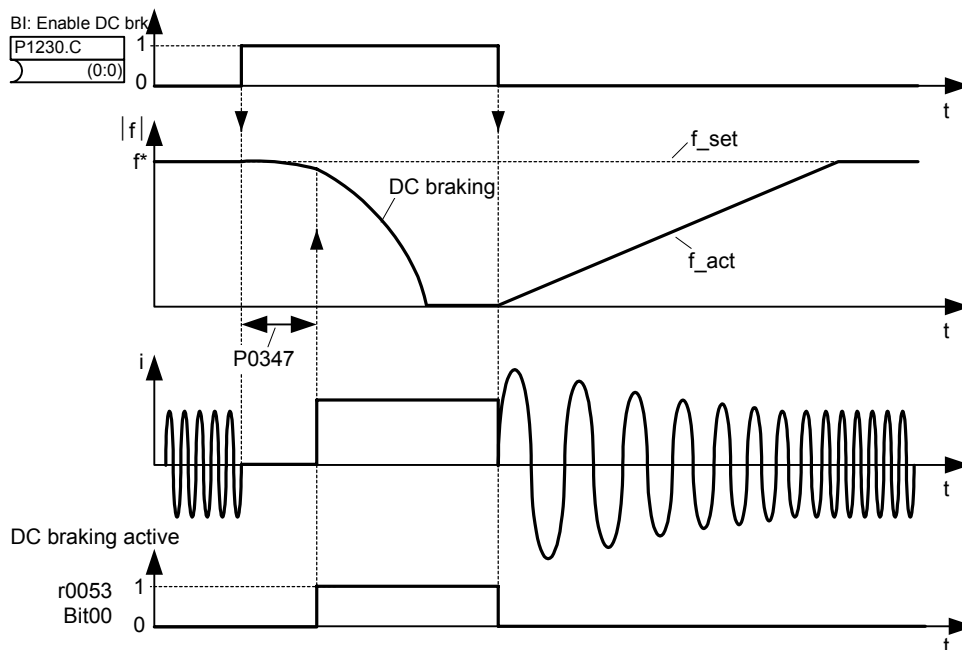 BI: Enable DC brk
P1230.C
(0:0)
1
0
t
|f|
f*
f_set
DC braking
f_act
t
P0347
i
t
DC braking active
r0053
Bit00
1
0
t